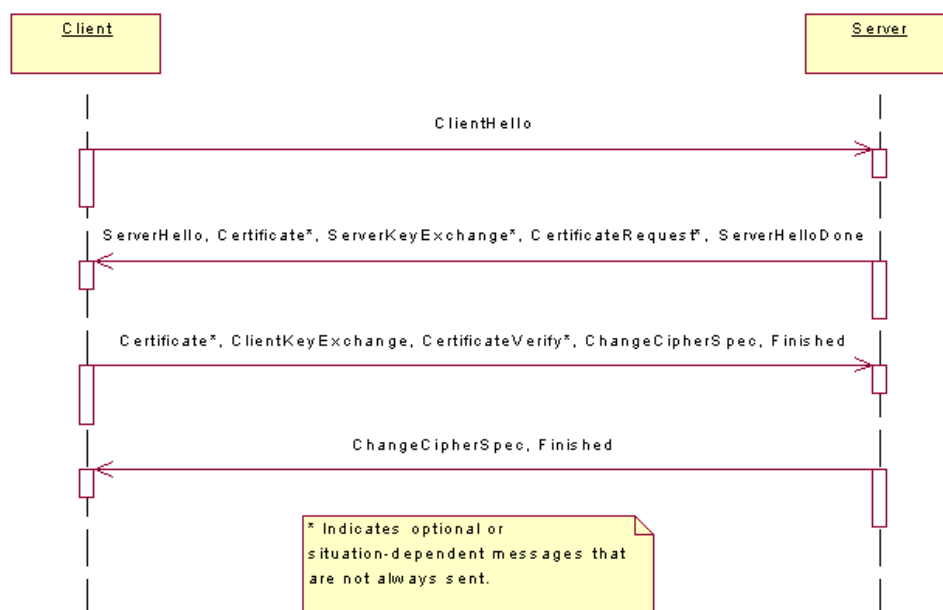 Client
Server
ClientHello
ServerHello, Certificate*, ServerKeyExchange*, CertificateRequest*, ServerHelloDone
Certificate*, ClientKeyExchange, CertificateVerify*, ChangeCipherSpec, Finished
ChangeCipherSpec, Finished
* Indicates optional or
situation-dependent messages that
are not always sent.